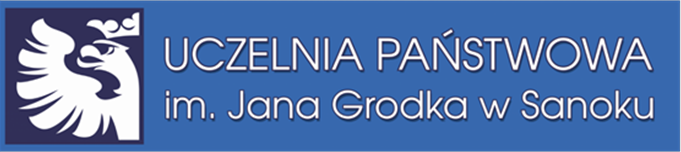 UCZELNIA PAŃSTWOWA
im. Jana Grodka w Sanoku